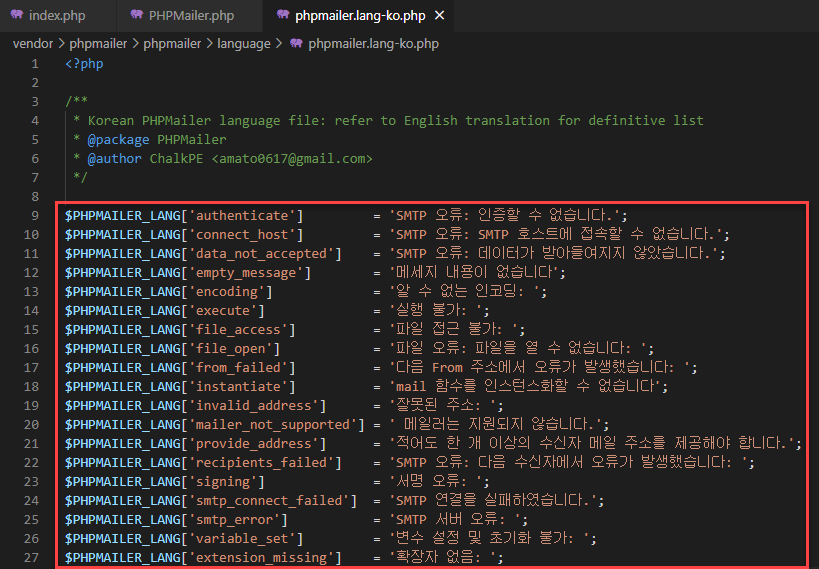 index.php PHPMailer.php phpmailer.lang-ko.php ×
vendor > phpmailer > phpmailer > language > phpmailer.lang-ko.php
1 <?php
2
3 /**
4 * Korean PHPMailer language file: refer to English translation for definitive list
5 * @package PHPMailer
6 * @author ChalkPE <amato0617@gmail.com>
7 */
8
9 $PHPMAILER_LANG['authenticate'] = 'SMTP 오류: 인증할 수 없습니다.';
10 $PHPMAILER_LANG['connect_host'] = 'SMTP 오류: SMTP 호스트에 접속할 수 없습니다.';
11 $PHPMAILER_LANG['data_not_accepted'] = 'SMTP 오류: 데이터가 받아들여지지 않았습니다.';
12 $PHPMAILER_LANG['empty_message'] = '메세지 내용이 없습니다';
13 $PHPMAILER_LANG['encoding'] = '알 수 없는 인코딩: ';
14 $PHPMAILER_LANG['execute'] = '실행 불가: ';
15 $PHPMAILER_LANG['file_access'] = '파일 접근 불가: ';
16 $PHPMAILER_LANG['file_open'] = '파일 오류: 파일을 열 수 없습니다: ';
17 $PHPMAILER_LANG['from_failed'] = '다음 From 주소에서 오류가 발생했습니다: ';
18 $PHPMAILER_LANG['instantiate'] = 'mail 함수를 인스턴스화할 수 없습니다';
19 $PHPMAILER_LANG['invalid_address'] = '잘못된 주소: ';
20 $PHPMAILER_LANG['mailer_not_supported'] = ' 메일러는 지원되지 않습니다.';
21 $PHPMAILER_LANG['provide_address'] = '적어도 한 개 이상의 수신자 메일 주소를 제공해야 합니다.';
22 $PHPMAILER_LANG['recipients_failed'] = 'SMTP 오류: 다음 수신자에서 오류가 발생했습니다: ';
23 $PHPMAILER_LANG['signing'] = '서명 오류: ';
24 $PHPMAILER_LANG['smtp_connect_failed'] = 'SMTP 연결을 실패하였습니다.';
25 $PHPMAILER_LANG['smtp_error'] = 'SMTP 서버 오류: ';
26 $PHPMAILER_LANG['variable_set'] = '변수 설정 및 초기화 불가: ';
27 $PHPMAILER_LANG['extension_missing'] = '확장자 없음: ';